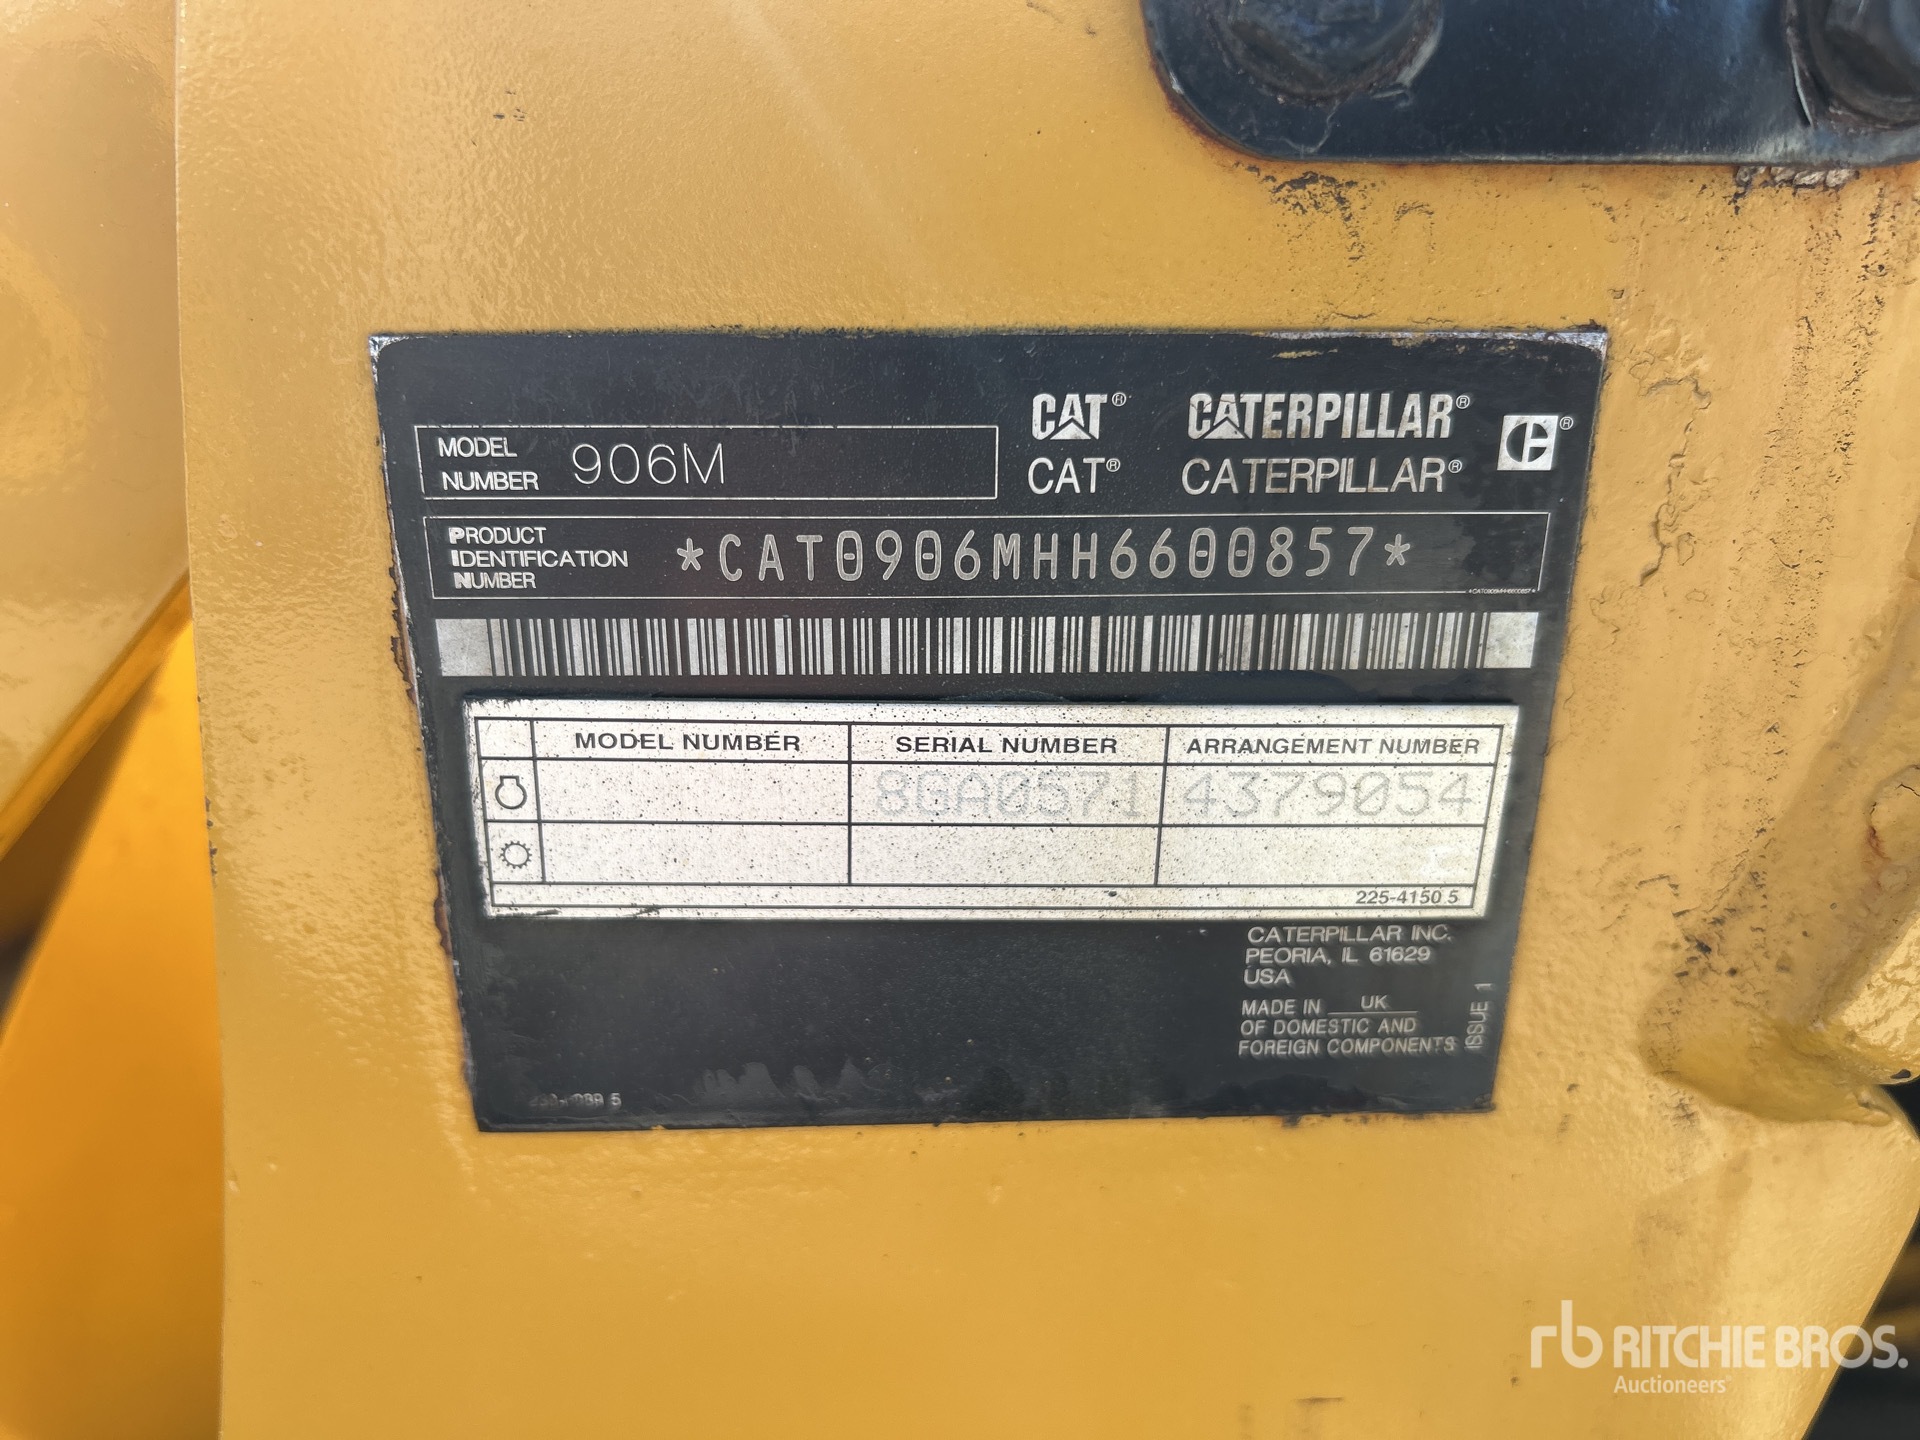 CAT® CATERPILLAR®
MODEL NUMBER 906M
CAT® CATERPILLAR®
PRODUCT IDENTIFICATION NUMBER *CAT0906MHH6600857*
*CAT0906MHH6600857*
MODEL NUMBER SERIAL NUMBER ARRANGEMENT NUMBER
8GA0571 4379054
225-4150 5
CATERPILLAR INC.
PEORIA, IL 61629
USA
MADE IN UK
OF DOMESTIC AND
FOREIGN COMPONENTS
ISSUE 1
rb RITCHIE BROS.
Auctioneers